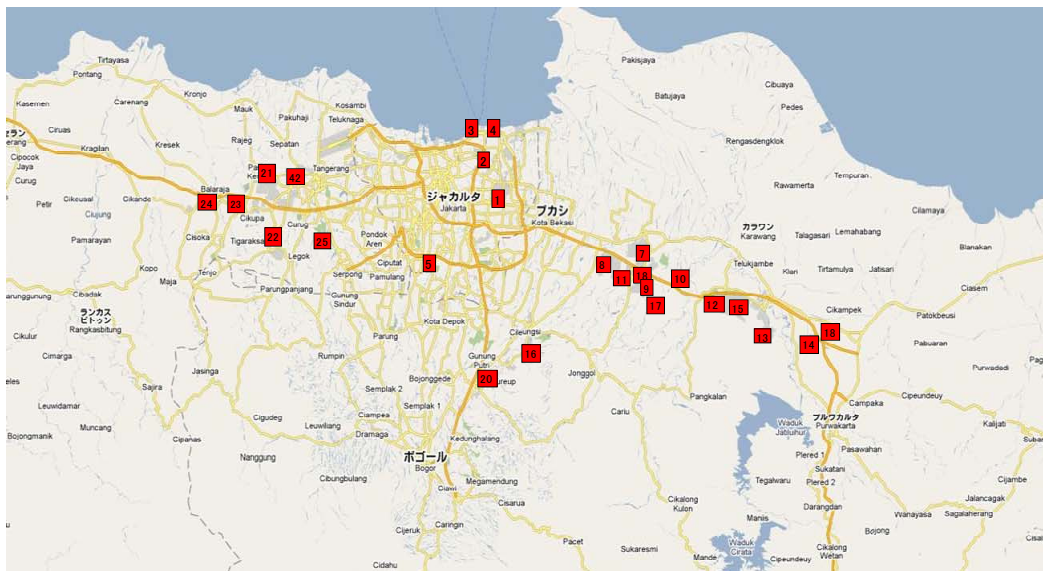 Tirtayasa
Pakisjaya
Pontang
Kronjo
Cibuaya
Kasemen
Carenang
Mauk
Pakuhaji
Kosambi
Batujaya
Pedes
Teluknaga
セラン
Ciruas
Kresek
Rajeg
Sepatan
3
4
Rengasdengklok
Kragilan
2
Cipocok
Jaya
21
42
Tangerang
Tempuran
Curug
Balaraja
ジャカルタ
Rawamerta
Petir
Cikeusal
Cikande
24
23
Jakarta
1
ブカシ
Cilamaya
Ciujung
Cikupa
Curug
Kota Bekasi
カラワン
Lemahabang
Pamarayan
Cisoka
Tigaraksa
22
25
Pondok
Aren
7
Karawang
Talagasari
Blanakan
Legok
Ciputat
5
8
Telukjambe
Klari
Tirtamulya
Jatisari
Kopo
Tenjo
Serpong
Pamulang
11
18
10
Maja
Parungpanjang
Gunung
Sindur
9
Ciasem
Cibadak
17
12
15
Cikampek
ランカス
ビトゥン
Rangkasbitung
Kota Depok
Cileungsi
Patokbeusi
Cikulur
Parung
13
14
18
Pabuaran
Cimarga
Rumpin
Gunung
Putri
16
Jasinga
Bojonggede
Jonggol
Purwadadi
Sajira
Semplak 2
20
Leuwidamar
Cigudeg
Ciampea
Semplak 1
Cariu
Pangkalan
Campaka
Cipeundeuy
Muncang
Leuwiliang
Waduk
Jatiluhur
プルワカルタ
Purwakarta
Kalijati
Bojongmanik
Cipanas
Dramaga
Kedunghalang
Nanggung
ボゴール
Bogor
Plered 1
Pasawahan
Cibungbulang
Megamendung
Sukatani
Tegalwaru
Plered 2
Cijambe
Ciawi
Cisarua
Cikalong
Kulon
Darangdan
Jalancagak
Cijeruk
Caringin
Manis
Wanayasa
Sagalaherang
Pacet
Sukaresmi
Mande
Waduk
Cirata
Cipeundeuy
Cikalong
Wetan
Bojong
Cidahu